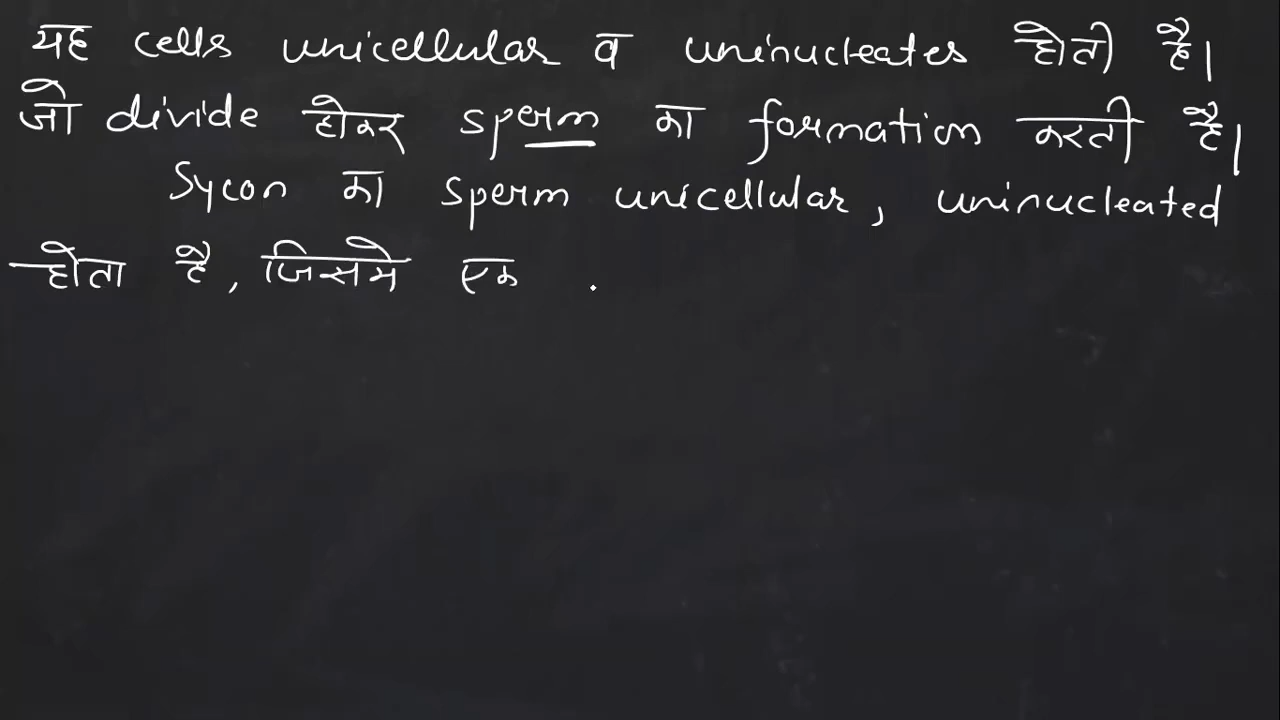 यह cells unicellular व uninucleates होती है।
जो divide होकर sperm का formation करती है।
Sycon का sperm unicellular, uninucleated
होता है, जिसमे एक .